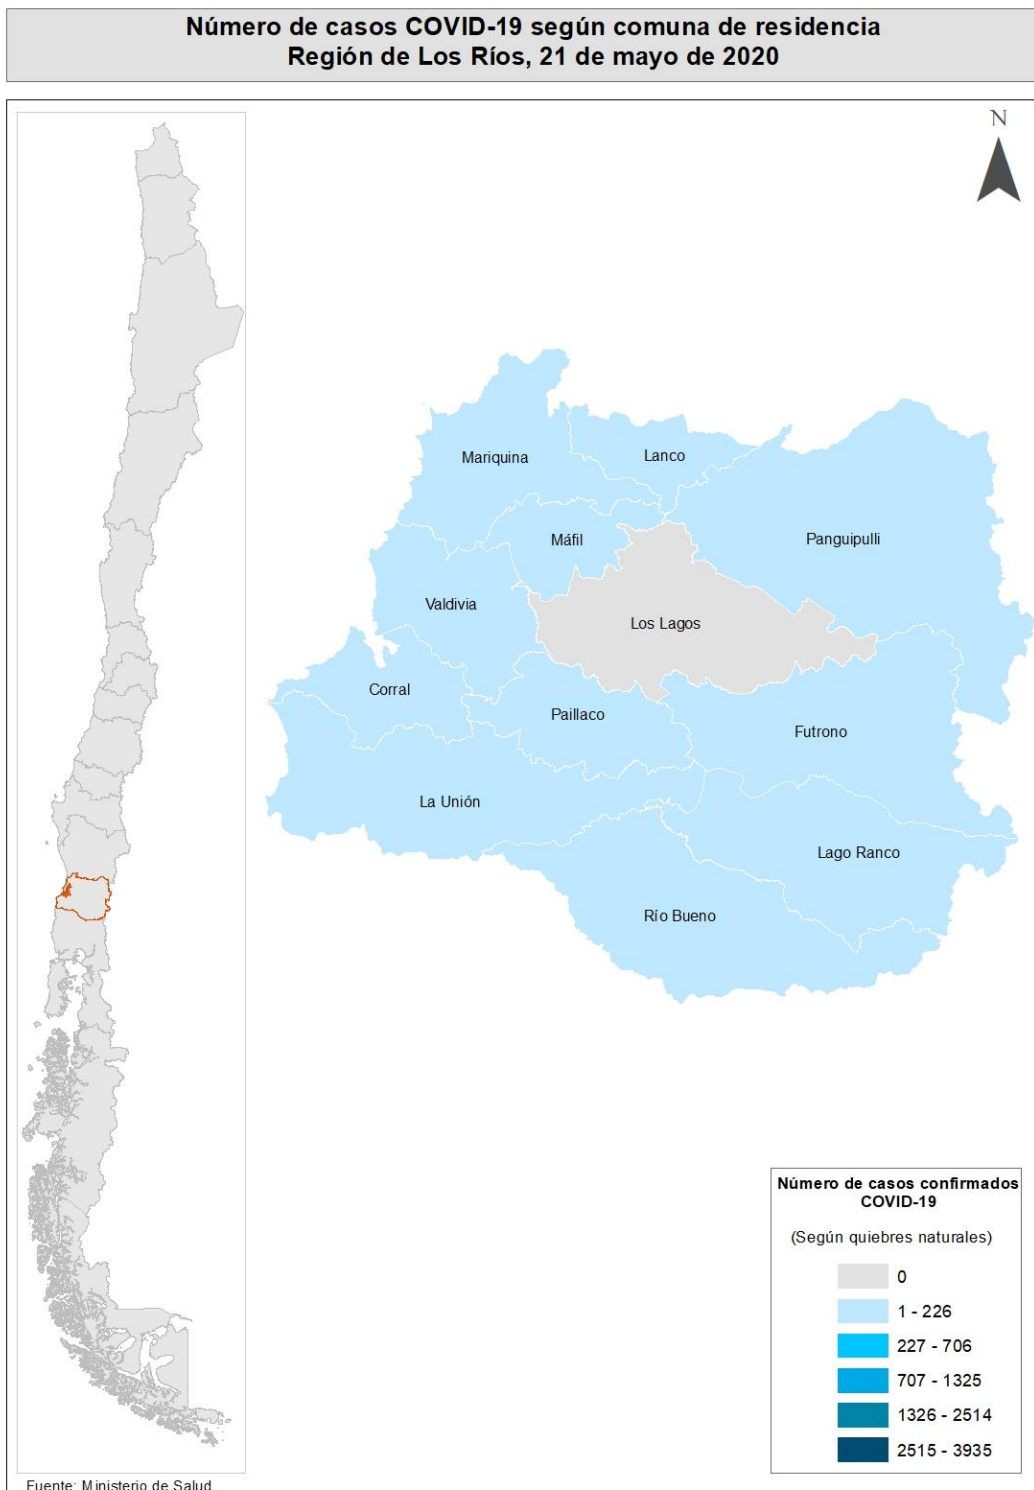 Número de casos COVID-19 según comuna de residencia
Región de Los Ríos, 21 de mayo de 2020
N
Mariquina
Lanco
Máfil
Panguipulli
Valdivia
Los Lagos
Corral
Paillaco
Futrono
La Unión
Lago Ranco
Río Bueno
Número de casos confirmados
COVID-19
(Según quiebres naturales)
0
1 - 226
227 - 706
707 - 1325
1326 - 2514
2515 - 3935
Fuente: Ministerio de Salud